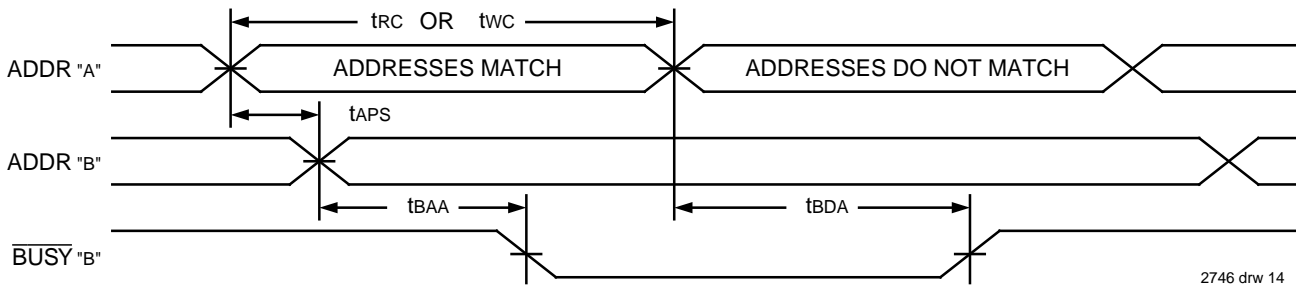 tRC OR tWC
ADDR "A"
ADDRESSES MATCH
ADDRESSES DO NOT MATCH
tAPS
ADDR "B"
tBAA
tBDA
BUSY "B"
2746 drw 14